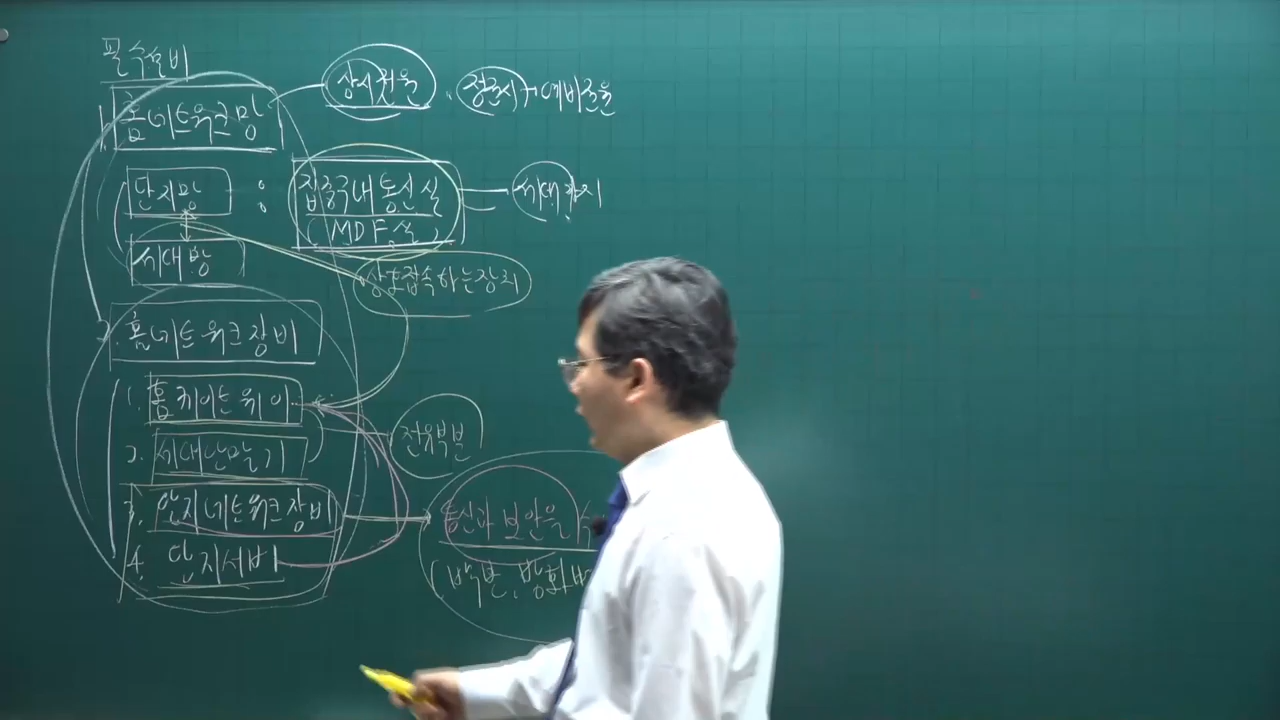 필수설비
1. 홈네트워크망 상시전원, 정전시 예비전원
단지망 : 집중구내통신실 세대까지
(MDF실)
세대망
상호접속하는장치
2. 홈네트워크장비
1. 홈게이트웨이
전유부분
2. 세대단말기
3. 단지네트워크장비 통신과 보안을
4. 단지서버 (백본, 방화벽